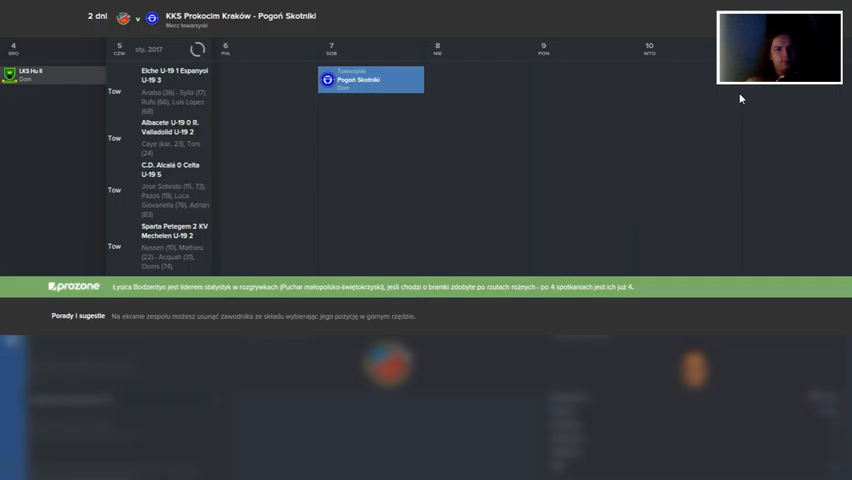 2 dni
v
KKS Prokocim Kraków - Pogoń Skotniki
Mecz towarzyski
4
ŚRO
5
CZW
sty. 2017
6
PIĄ
7
SOB
8
NIE
9
PON
10
WTO
LKS Hu II
Dom
Tow
Elche U-19 1 Espanyol
U-19 3
Anaba (36) - Sylla (17),
Rufo (66), Luis López
(68)
Tow
Albacete U-19 0 R.
Valladolid U-19 2
Caye (kar. 23), Toni
(24)
Tow
C.D. Alcalá 0 Celta
U-19 5
José Sobrido (15, 73),
Pazos (19), Luca
Giovanella (76), Adrián
(83)
Tow
Sparta Petegem 2 KV
Mechelen U-19 2
Nyssen (10), Mathieu
(22) - Acquah (31),
Ooms (74)
Towarzyski
Pogoń Skotniki
Dom
prozone
Łysica Bodzentyn jest liderem statystyk w rozgrywkach (Puchar małopolsko-świętokrzyski), jeśli chodzi o bramki zdobyte po rzutach rożnych - po 4 spotkaniach jest ich już 4.
Porady i sugestie
Na ekranie zespołu możesz usunąć zawodnika ze składu wybierając jego pozycję w górnym rzędzie.